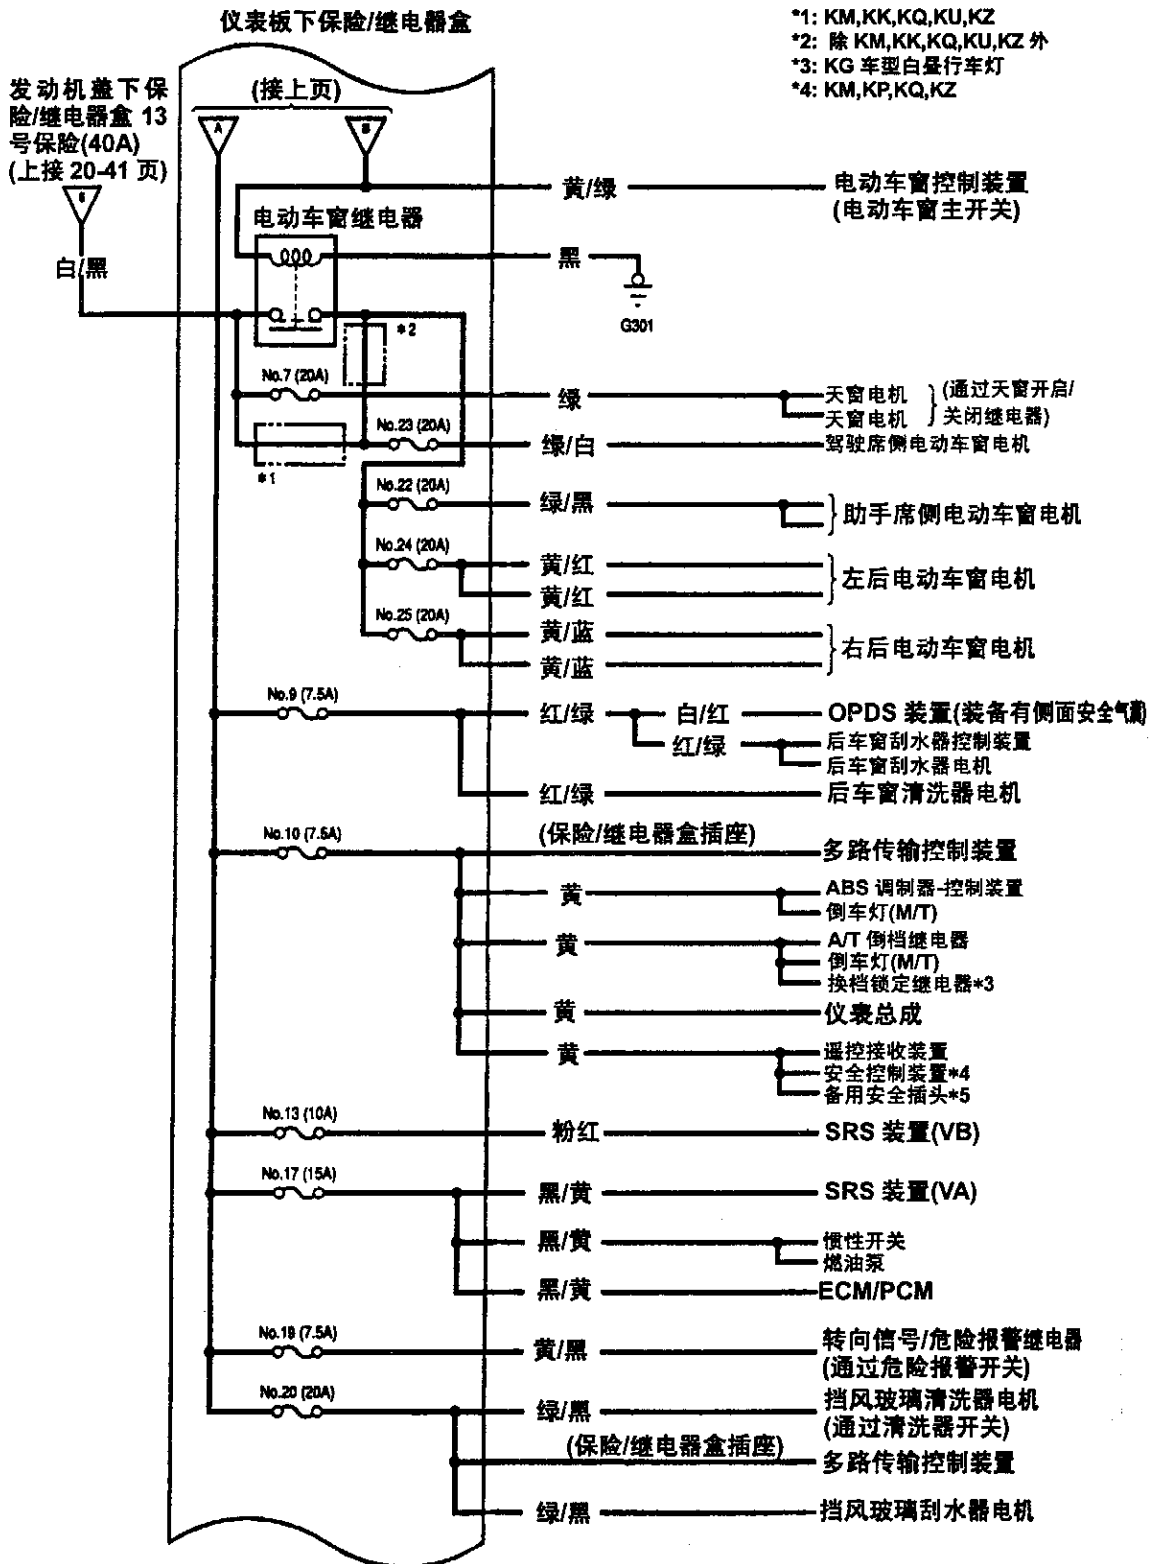 仪表板下保险/继电器盒
*1: KM,KK,KQ,KU,KZ
*2: 除 KM,KK,KQ,KU,KZ 外
*3: KG 车型白昼行车灯
*4: KM,KP,KQ,KZ
发动机盖下保
险/继电器盒 13
号保险(40A)
(上接 20-41 页)
(接上页)
A
B
白/黑
黄/绿
电动车窗控制装置
(电动车窗主开关)
电动车窗继电器
黑
G301
*2
No.7 (20A)
绿
天窗电机
天窗电机
(通过天窗开启/
关闭继电器)
*1
No.23 (20A)
绿/白
驾驶席侧电动车窗电机
No.22 (20A)
绿/黑
助手席侧电动车窗电机
No.24 (20A)
黄/红
黄/红
左后电动车窗电机
No.25 (20A)
黄/蓝
黄/蓝
右后电动车窗电机
No.9 (7.5A)
红/绿
白/红
OPDS 装置(装备有侧面安全气囊)
红/绿
后车窗刮水器控制装置
后车窗刮水器电机
红/绿
后车窗清洗器电机
No.10 (7.5A)
(保险/继电器盒插座)
多路传输控制装置
黄
ABS 调制器-控制装置
倒车灯(M/T)
黄
A/T 倒档继电器
倒车灯(M/T)
换档锁定继电器*3
黄
仪表总成
黄
遥控接收装置
安全控制装置*4
备用安全插头*5
No.13 (10A)
粉红
SRS 装置(VB)
No.17 (15A)
黑/黄
SRS 装置(VA)
黑/黄
惯性开关
燃油泵
黑/黄
ECM/PCM
No.19 (7.5A)
黄/黑
转向信号/危险报警继电器
(通过危险报警开关)
No.20 (20A)
绿/黑
挡风玻璃清洗器电机
(通过清洗器开关)
(保险/继电器盒插座)
多路传输控制装置
绿/黑
挡风玻璃刮水器电机